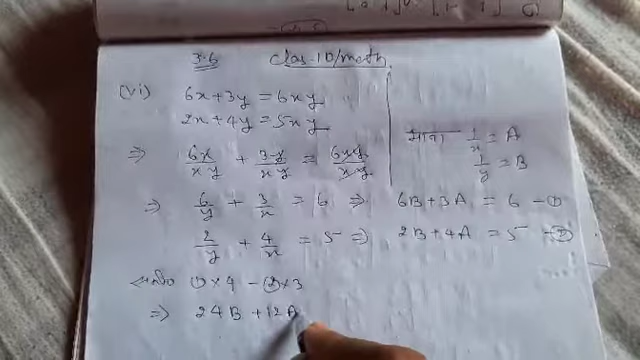 3.6 Class-10/math
(vi) 6x+3y=6xy
2x+4y=5xy
माना 1/x = A
1/y = B
⇒ 6x/xy + 3y/xy = 6xy/xy
⇒ 6/y + 3/x = 6 ⇒ 6B+3A = 6 -①
2/y + 4/x = 5 ⇒ 2B+4A = 5 -②
①×4 - ②×3
⇒ 24B + 12A